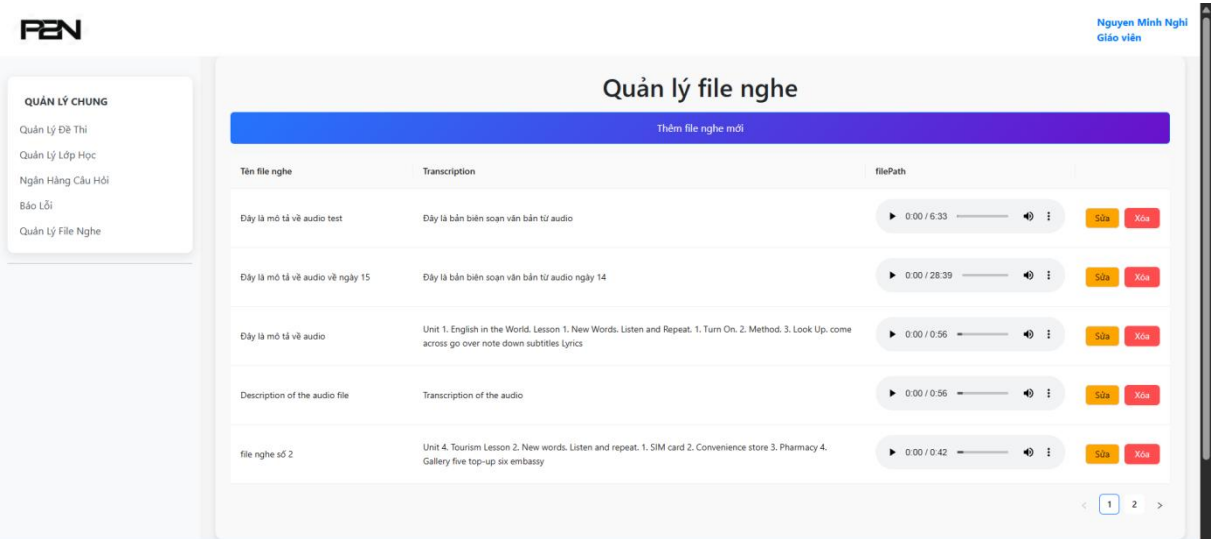 PEN
Nguyen Minh Nghi
Giáo viên
QUẢN LÝ CHUNG
Quản Lý Đề Thi
Quản Lý Lớp Học
Ngân Hàng Câu Hỏi
Báo Lỗi
Quản Lý File Nghe
Quản lý file nghe
Thêm file nghe mới
Tên file nghe Transcription filePath
Đây là mô tả về audio test Đây là bản biên soạn văn bản từ audio 0:00 / 6:33 Sửa Xóa
Đây là mô tả về audio về ngày 15 Đây là bản biên soạn văn bản từ audio ngày 14 0:00 / 28:39 Sửa Xóa
Đây là mô tả về audio Unit 1. English in the World. Lesson 1. New Words. Listen and Repeat. 1. Turn On. 2. Method. 3. Look Up. come 0:00 / 0:56 Sửa Xóa
across go over note down subtitles Lyrics
Description of the audio file Transcription of the audio 0:00 / 0:56 Sửa Xóa
file nghe số 2 Unit 4. Tourism Lesson 2. New words. Listen and repeat. 1. SIM card 2. Convenience store 3. Pharmacy 4. 0:00 / 0:42 Sửa Xóa
Gallery five top-up six embassy
< 1 2 >